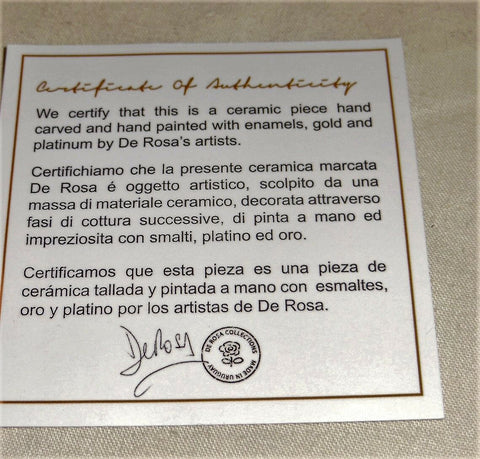 Certificate Of Authenticity
We certify that this is a ceramic piece hand
carved and hand painted with enamels, gold and
platinum by De Rosa's artists.
Certifichiamo che la presente ceramica marcata
De Rosa é oggetto artistico, scolpito da una
massa di materiale ceramico, decorata attraverso
fasi di cottura successive, di pinta a mano ed
impreziosita con smalti, platino ed oro.
Certificamos que esta pieza es una pieza de
cerámica tallada y pintada a mano con esmaltes,
oro y platino por los artistas de De Rosa.
DeRosa
DE ROSA COLLECTIONS
MADE IN URUGUAY